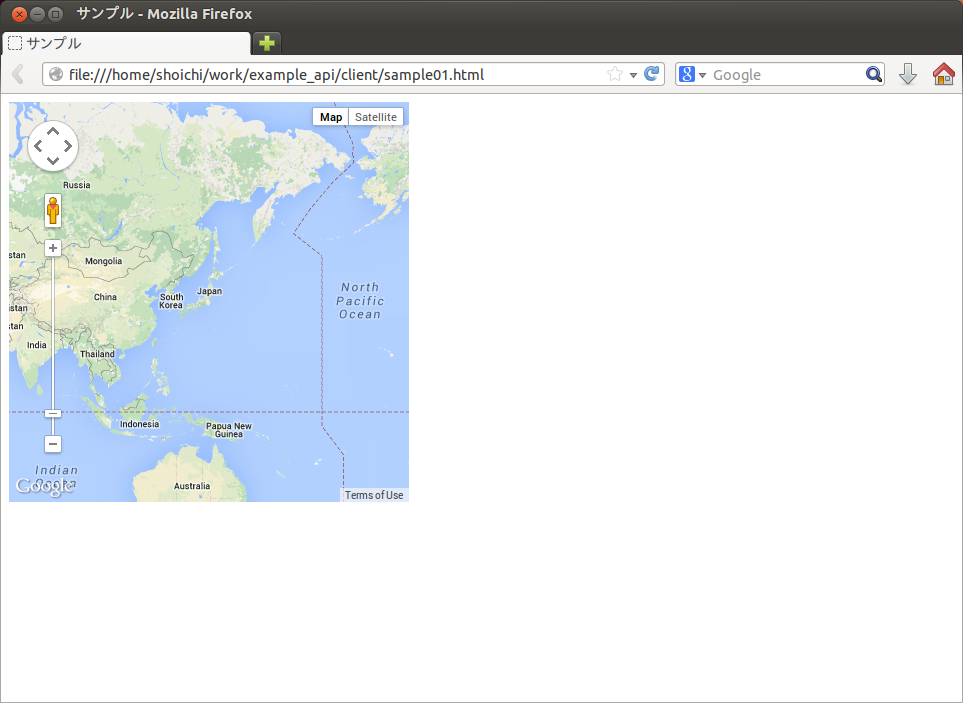 サンプル - Mozilla Firefox
サンプル
file:///home/shoichi/work/example_api/client/sample01.html
Google
Map Satellite
Russia
stan
Mongolia
North
Pacific
Ocean
Japan
China
South
Korea
stan
stan
India
Thailand
Indonesia
Papua New
Guinea
Indian
Ocean
Google
Australia
Terms of Use